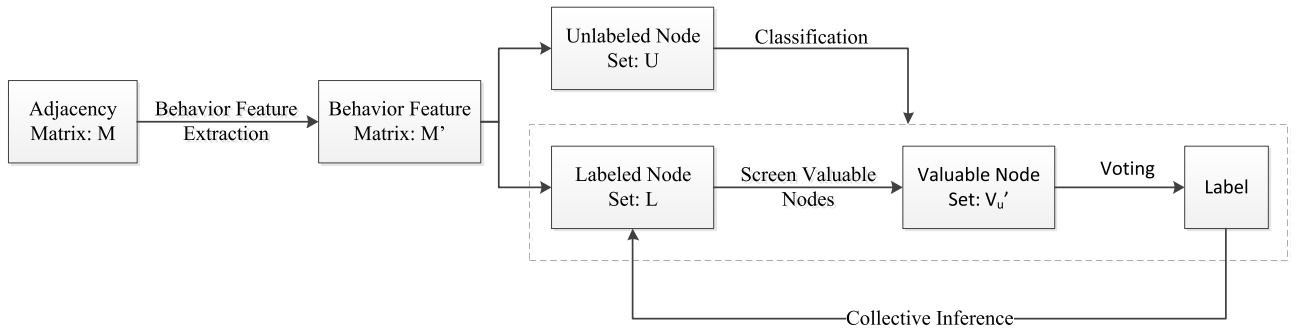 Adjacency
Matrix: M
Behavior Feature
Extraction
Behavior Feature
Matrix: M’
Unlabeled Node
Set: U
Classification
Labeled Node
Set: L
Screen Valuable
Nodes
Valuable Node
Set: Vu’
Voting
Label
Collective Inference